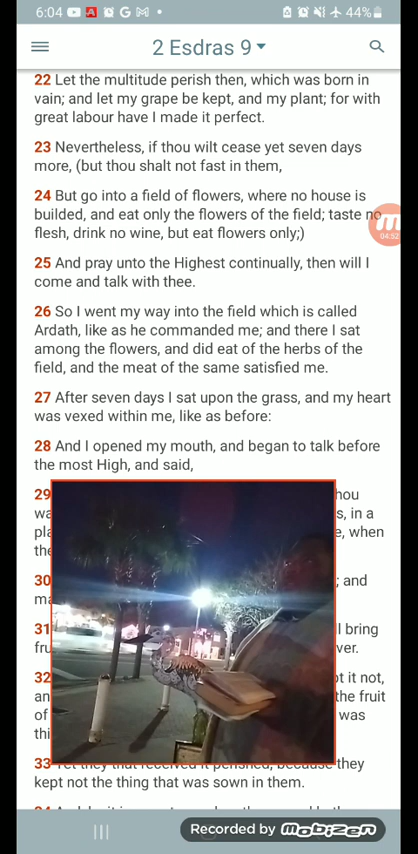 6:04
44%
2 Esdras 9
22 Let the multitude perish then, which was born in
vain; and let my grape be kept, and my plant; for with
great labour have I made it perfect.
23 Nevertheless, if thou wilt cease yet seven days
more, (but thou shalt not fast in them,
24 But go into a field of flowers, where no house is
builded, and eat only the flowers of the field; taste no
flesh, drink no wine, but eat flowers only;)
04:52
25 And pray unto the Highest continually, then will I
come and talk with thee.
26 So I went my way into the field which is called
Ardath, like as he commanded me; and there I sat
among the flowers, and did eat of the herbs of the
field, and the meat of the same satisfied me.
27 After seven days I sat upon the grass, and my heart
was vexed within me, like as before:
28 And I opened my mouth, and began to talk before
the most High, and said,
29 hou
wa s, in a
pla e, when
the
30 ; and
ma
31 ll bring
fru ver.
32 ot it not,
an the fruit
of was
thi
33 Yet they that received it perished, because they
kept not the thing that was sown in them.
Recorded by mobizen